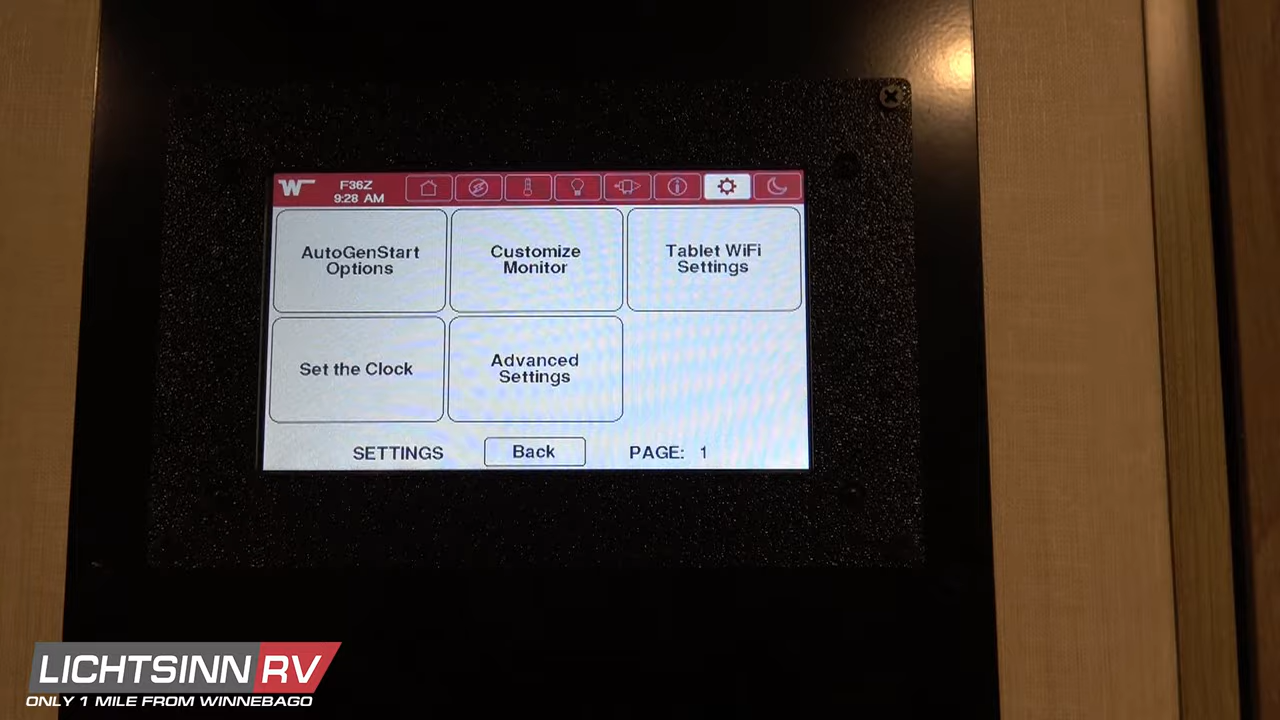 W
F36Z
9:28 AM
AutoGenStart
Options
Customize
Monitor
Tablet WiFi
Settings
Set the Clock
Advanced
Settings
SETTINGS
Back
PAGE: 1
LICHTSINN RV
ONLY 1 MILE FROM WINNEBAGO